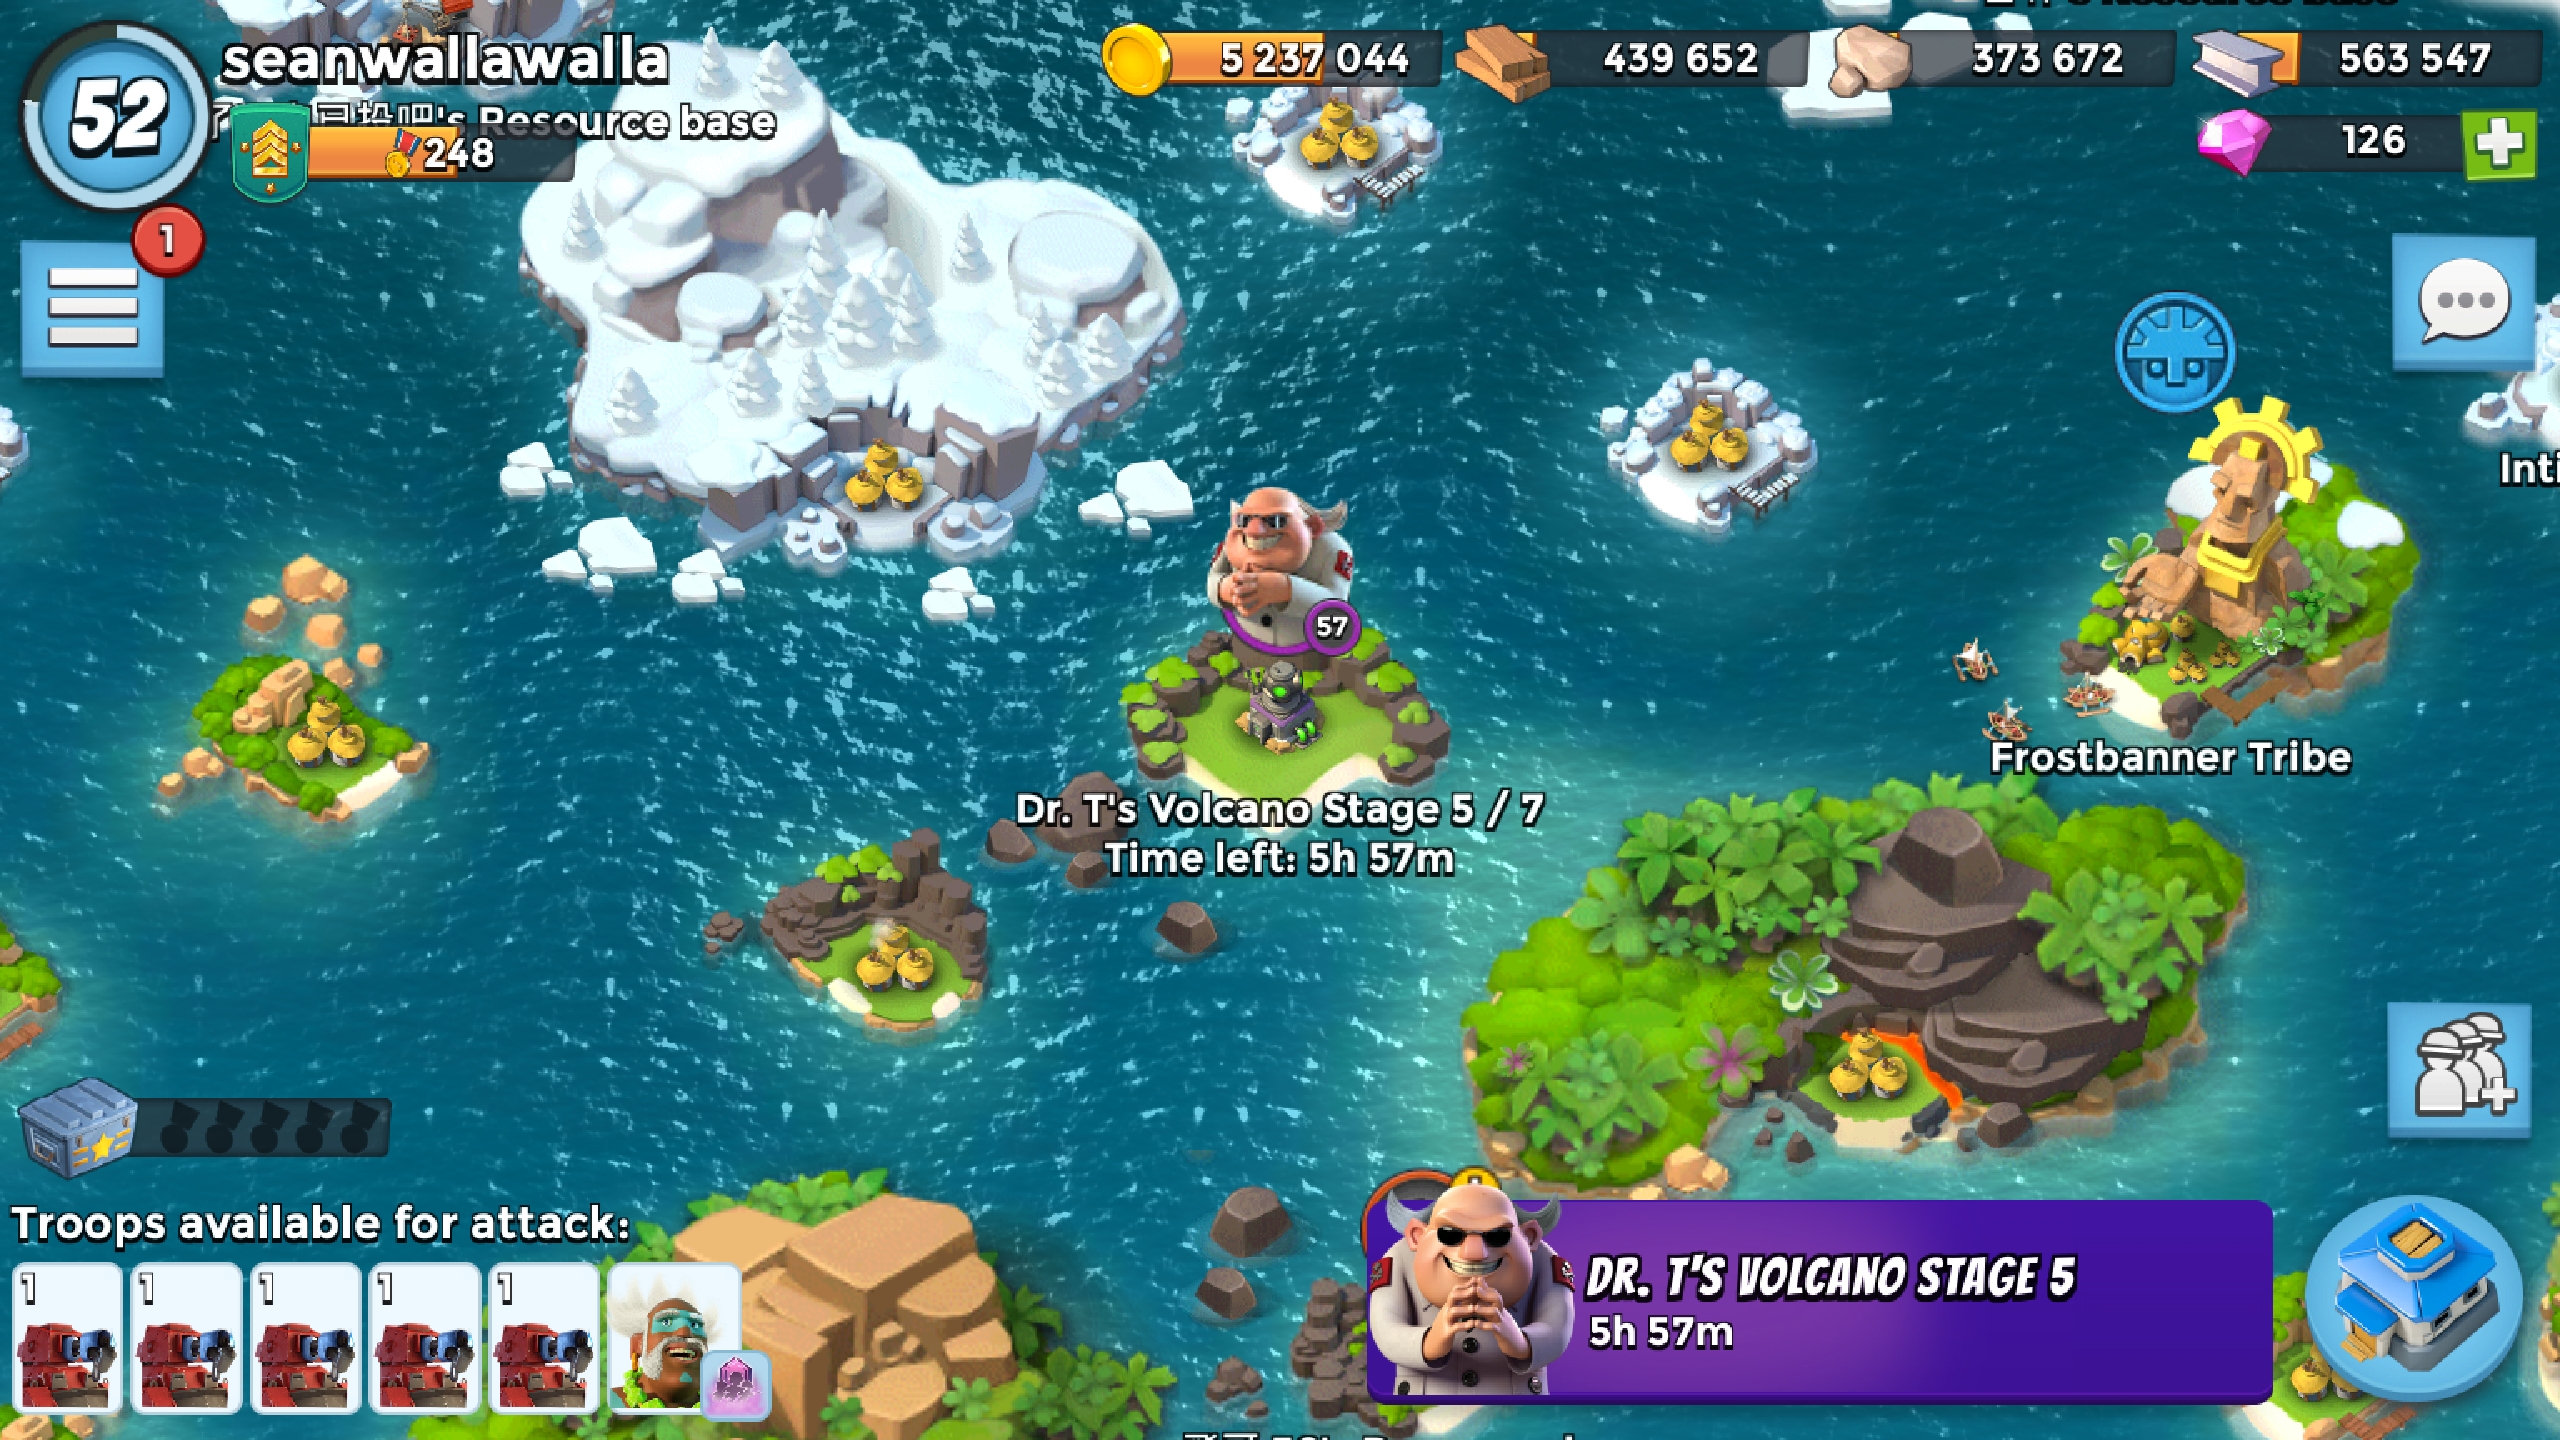 52
seanwallawalla
's Resource base
248
5 237 044
439 652
373 672
563 547
126
1
57
Inti
Frostbanner Tribe
Dr. T's Volcano Stage 5 / 7
Time left: 5h 57m
Troops available for attack:
1
1
1
1
1
DR. T'S VOLCANO STAGE 5
5h 57m